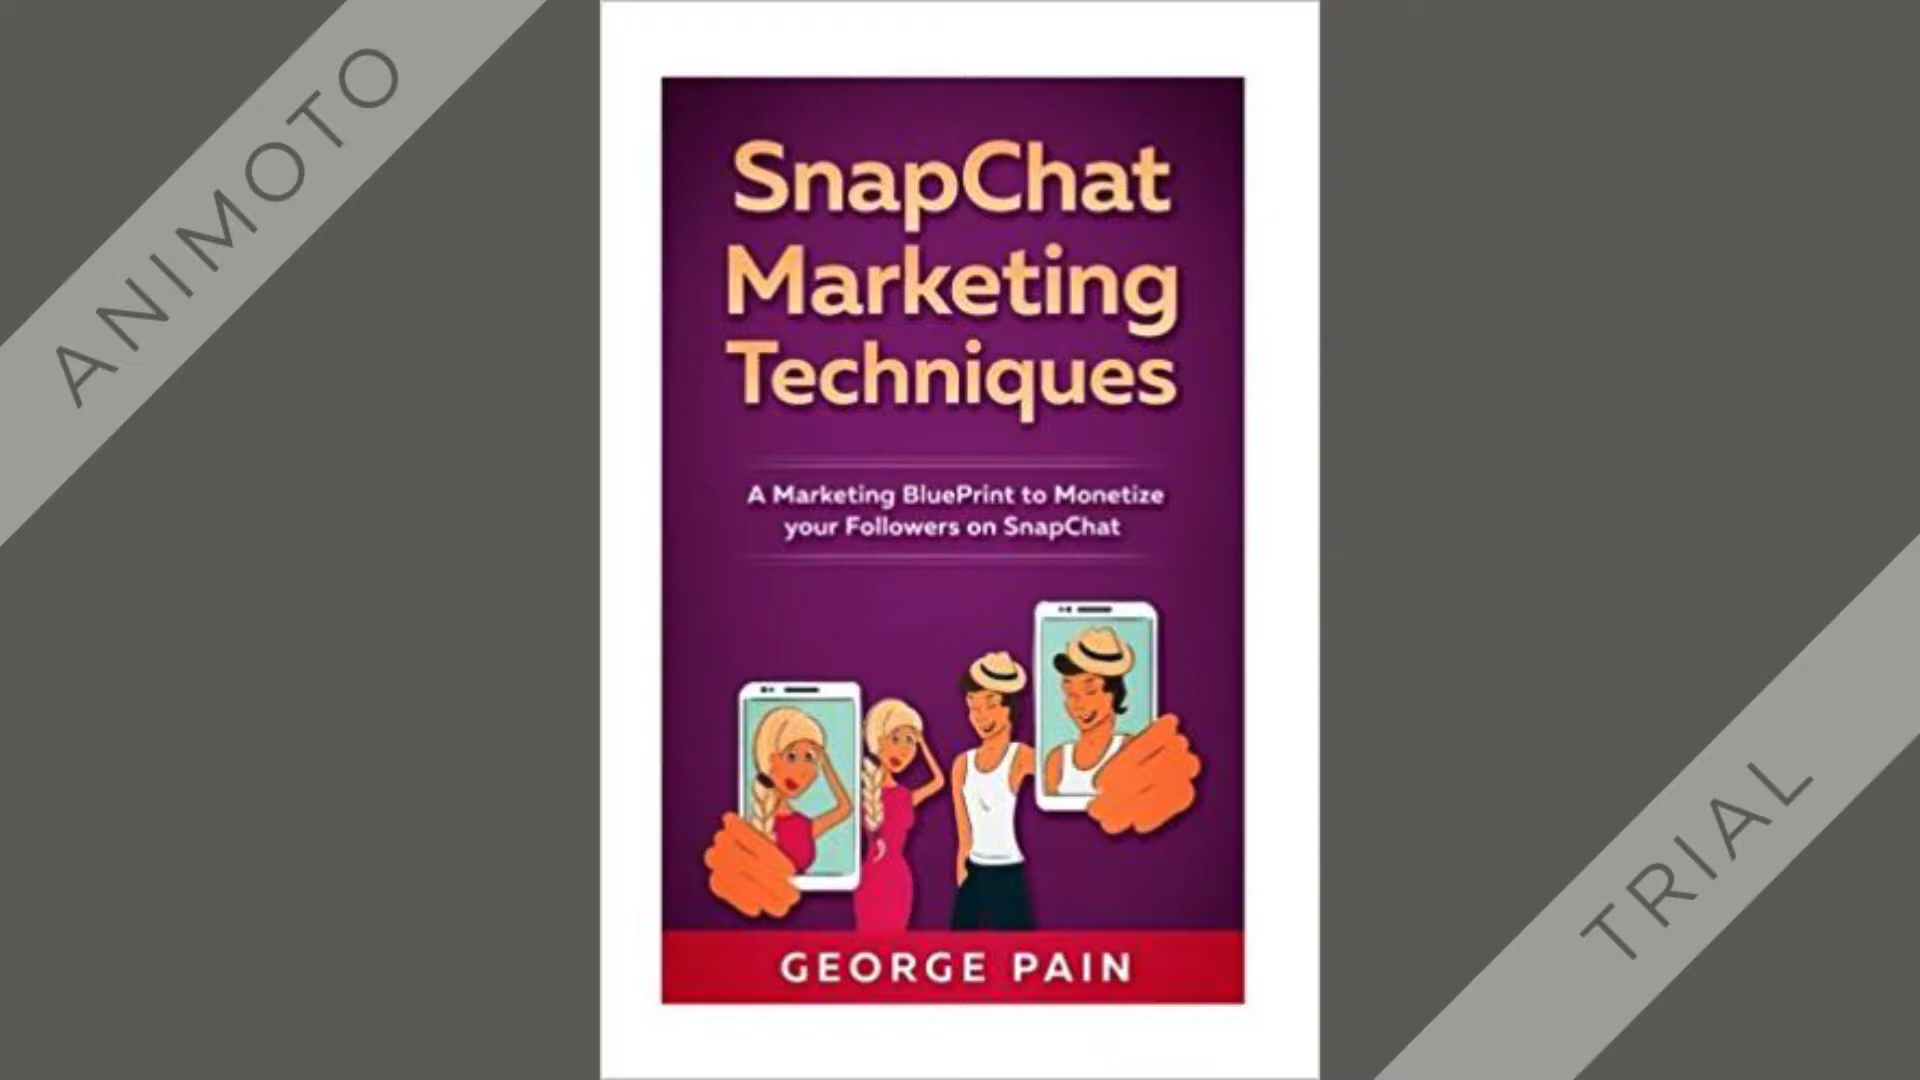 ANIMOTO
SnapChat
Marketing
Techniques
A Marketing BluePrint to Monetize
your Followers on SnapChat
GEORGE PAIN
TRIAL